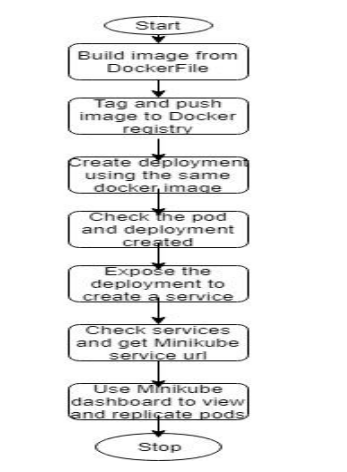 Start
Build image from
DockerFile
Tag and push
image to Docker
registry
Create deployment
using the same
docker image
Check the pod
and deployment
created
Expose the
deployment to
create a service
Check services
and get Minikube
service url
Use Minikube
dashboard to view
and replicate pods
Stop